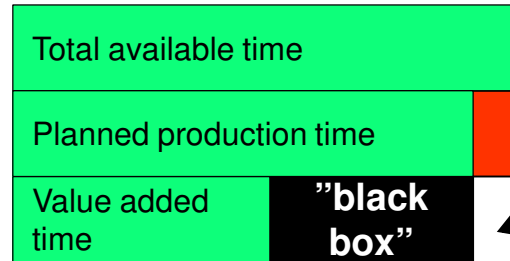 Total available time
Planned production time
Value added
time
”black
box”